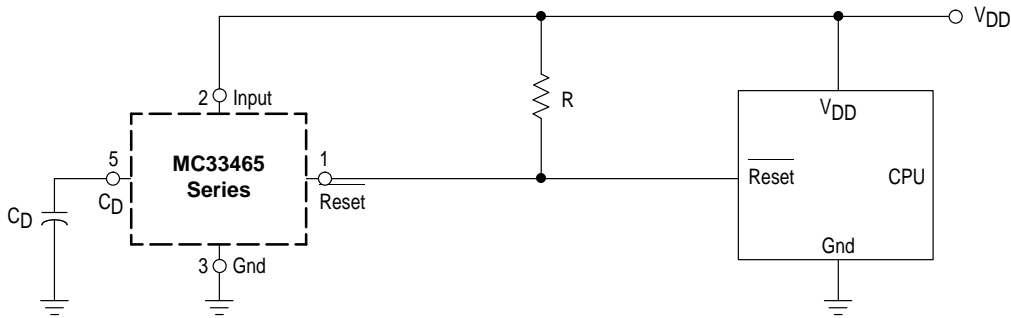 V_DD
2 Input
R
V_DD
5
MC33465
Series
1
Reset
Reset
CPU
C_D
C_D
Gnd
3 Gnd